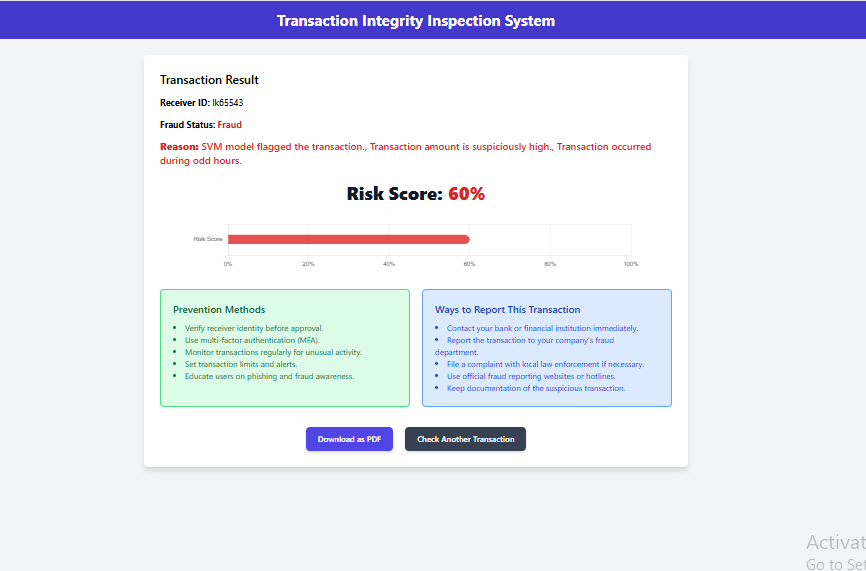 Transaction Integrity Inspection System
Transaction Result
Receiver ID: lk65543
Fraud Status: Fraud
Reason: SVM model flagged the transaction., Transaction amount is suspiciously high., Transaction occurred
during odd hours.
Risk Score: 60%
Risk Score
0% 20% 40% 60% 80% 100%
Prevention Methods
• Verify receiver identity before approval.
• Use multi-factor authentication (MFA).
• Monitor transactions regularly for unusual activity.
• Set transaction limits and alerts.
• Educate users on phishing and fraud awareness.
Ways to Report This Transaction
• Contact your bank or financial institution immediately.
• Report the transaction to your company's fraud
department.
• File a complaint with local law enforcement if necessary.
• Use official fraud reporting websites or hotlines.
• Keep documentation of the suspicious transaction.
Download as PDF
Check Another Transaction
Activat
Go to Set